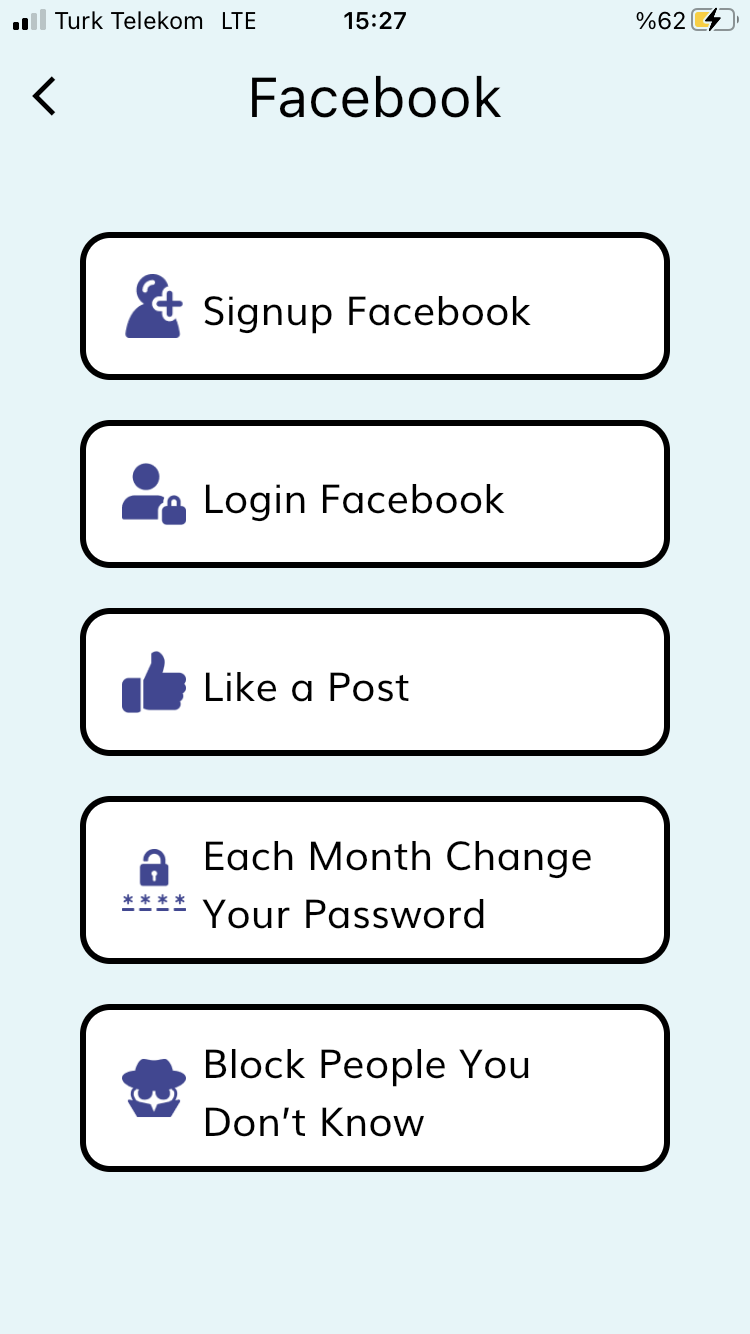 Turk Telekom LTE 15:27 %62
Facebook
Signup Facebook
Login Facebook
Like a Post
Each Month Change
****
Your Password
Block People You
Don't Know